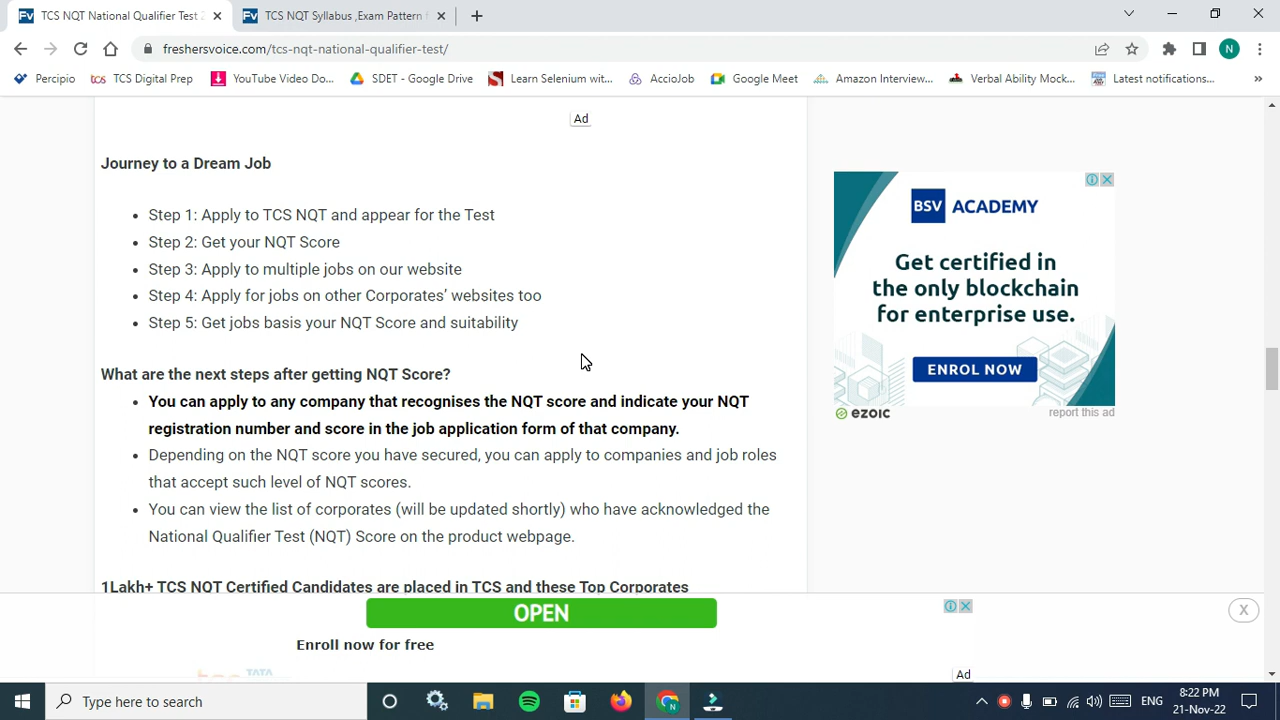 TCS NQT National Qualifier Test 2
TCS NQT Syllabus ,Exam Pattern f
freshersvoice.com/tcs-nqt-national-qualifier-test/
N
Percipio
tcs TCS Digital Prep
YouTube Video Do...
SDET - Google Drive
Learn Selenium wit...
AccioJob
Google Meet
Amazon Interview...
Verbal Ability Mock...
Latest notifications...
»
Ad
Journey to a Dream Job
• Step 1: Apply to TCS NQT and appear for the Test
• Step 2: Get your NQT Score
• Step 3: Apply to multiple jobs on our website
• Step 4: Apply for jobs on other Corporates’ websites too
• Step 5: Get jobs basis your NQT Score and suitability
What are the next steps after getting NQT Score?
• You can apply to any company that recognises the NQT score and indicate your NQT
registration number and score in the job application form of that company.
• Depending on the NQT score you have secured, you can apply to companies and job roles
that accept such level of NQT scores.
• You can view the list of corporates (will be updated shortly) who have acknowledged the
National Qualifier Test (NQT) Score on the product webpage.
1Lakh+ TCS NQT Certified Candidates are placed in TCS and these Top Corporates
BSV ACADEMY
Get certified in
the only blockchain
for enterprise use.
ENROL NOW
ezoic
report this ad
OPEN
Enroll now for free
X
Ad
Type here to search
ENG
8:22 PM
21-Nov-22